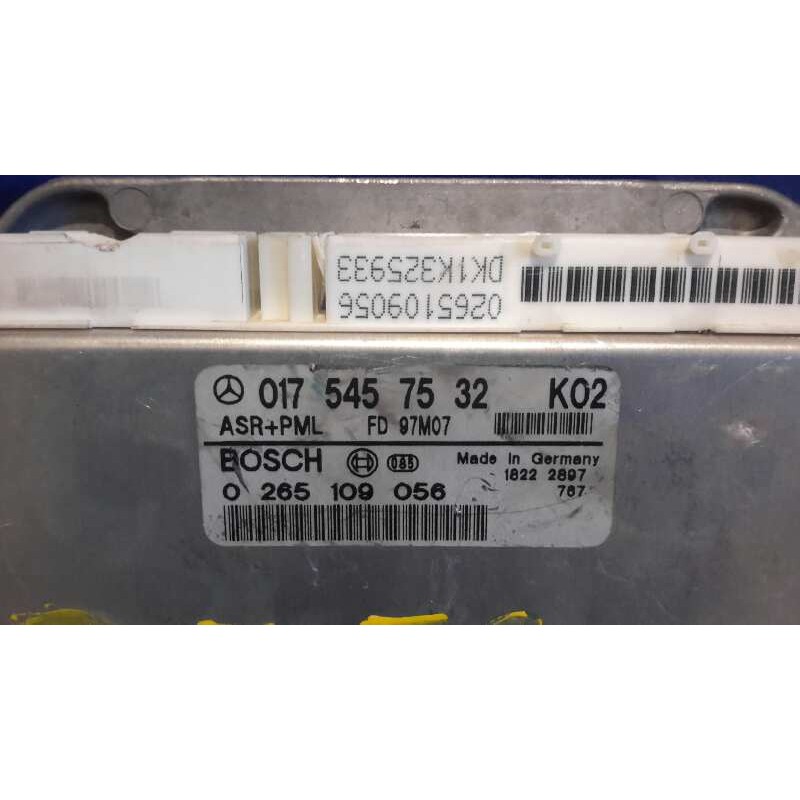 DK1K325933
0265109056
017 545 75 32 K02
ASR+PML FD 97M07
BOSCH 085 Made in Germany
1822 2897
0 265 109 056 767